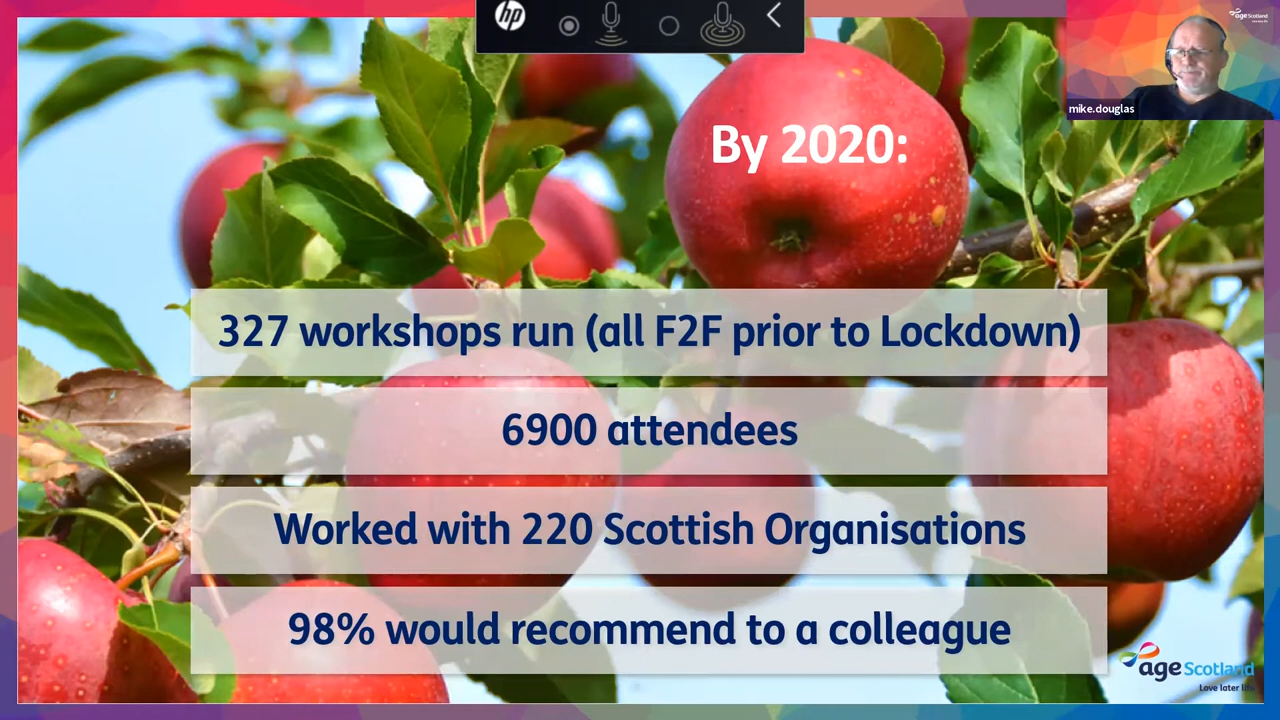 hp
age Scotland
mike.douglas
By 2020:
327 workshops run (all F2F prior to Lockdown)
6900 attendees
Worked with 220 Scottish Organisations
98% would recommend to a colleague
age Scotland
Love later life